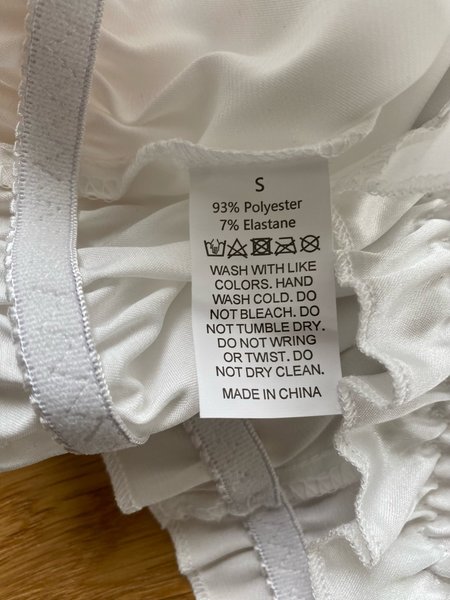 S
93% Polyester
7% Elastane
WASH WITH LIKE
COLORS. HAND
WASH COLD. DO
NOT BLEACH. DO
NOT TUMBLE DRY.
DO NOT WRING
OR TWIST. DO
NOT DRY CLEAN.
MADE IN CHINA